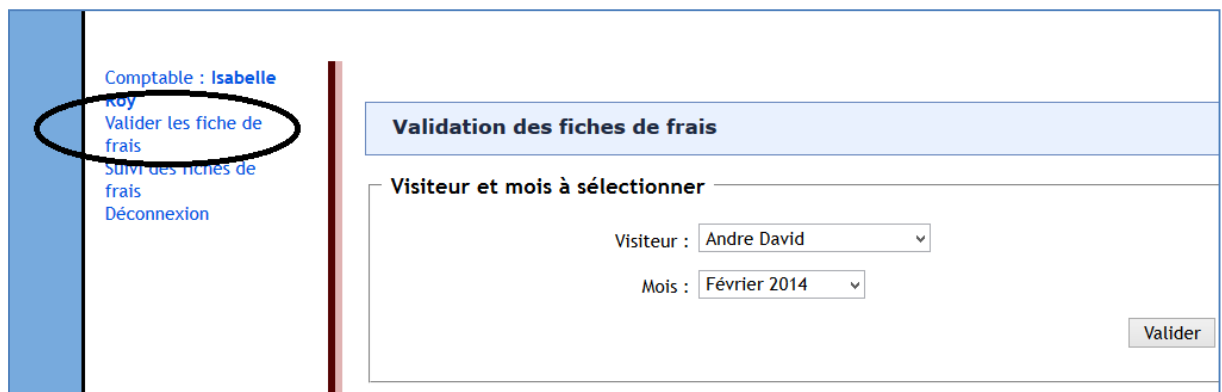 Comptable : Isabelle
Roy
Valider les fiche de
frais
Suivi des fiches de
frais
Déconnexion
Validation des fiches de frais
Visiteur et mois à sélectionner
Visiteur : Andre David
Mois : Février 2014
Valider